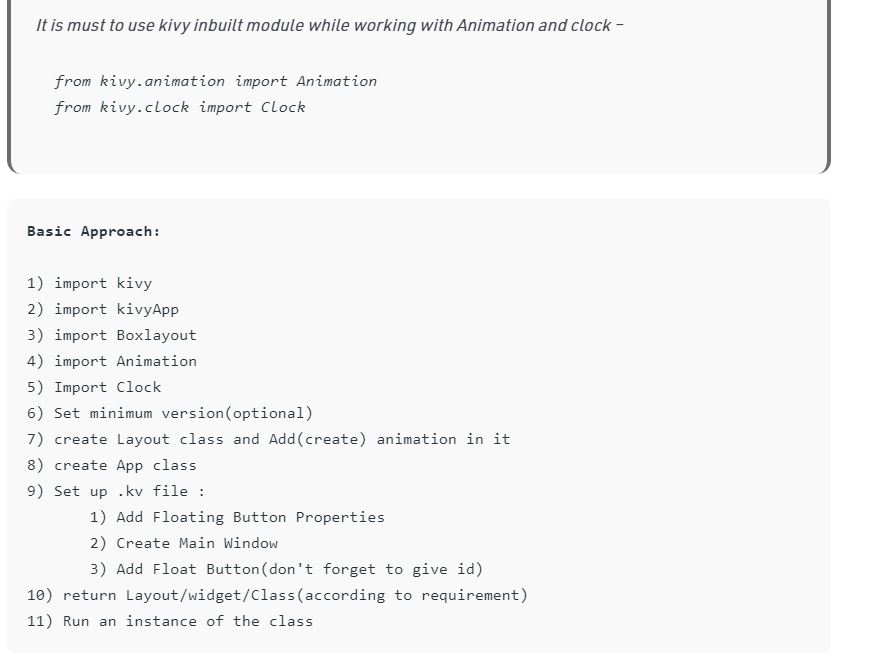 It is must to use kivy inbuilt module while working with Animation and clock –
from kivy.animation import Animation
from kivy.clock import Clock
Basic Approach:
1) import kivy
2) import kivyApp
3) import Boxlayout
4) import Animation
5) Import Clock
6) Set minimum version(optional)
7) create Layout class and Add(create) animation in it
8) create App class
9) Set up .kv file :
1) Add Floating Button Properties
2) Create Main Window
3) Add Float Button(don't forget to give id)
10) return Layout/widget/Class(according to requirement)
11) Run an instance of the class